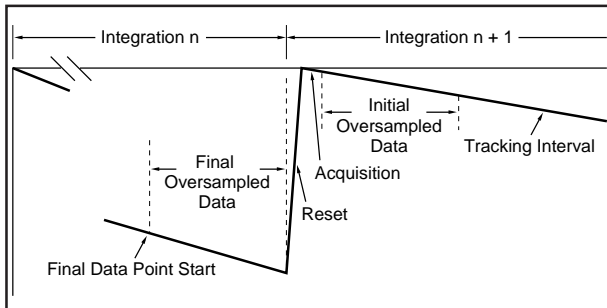 Integration n
Integration n + 1
Initial
Oversampled
Data
Tracking Interval
Final
Oversampled
Data
Acquisition
Reset
Final Data Point Start